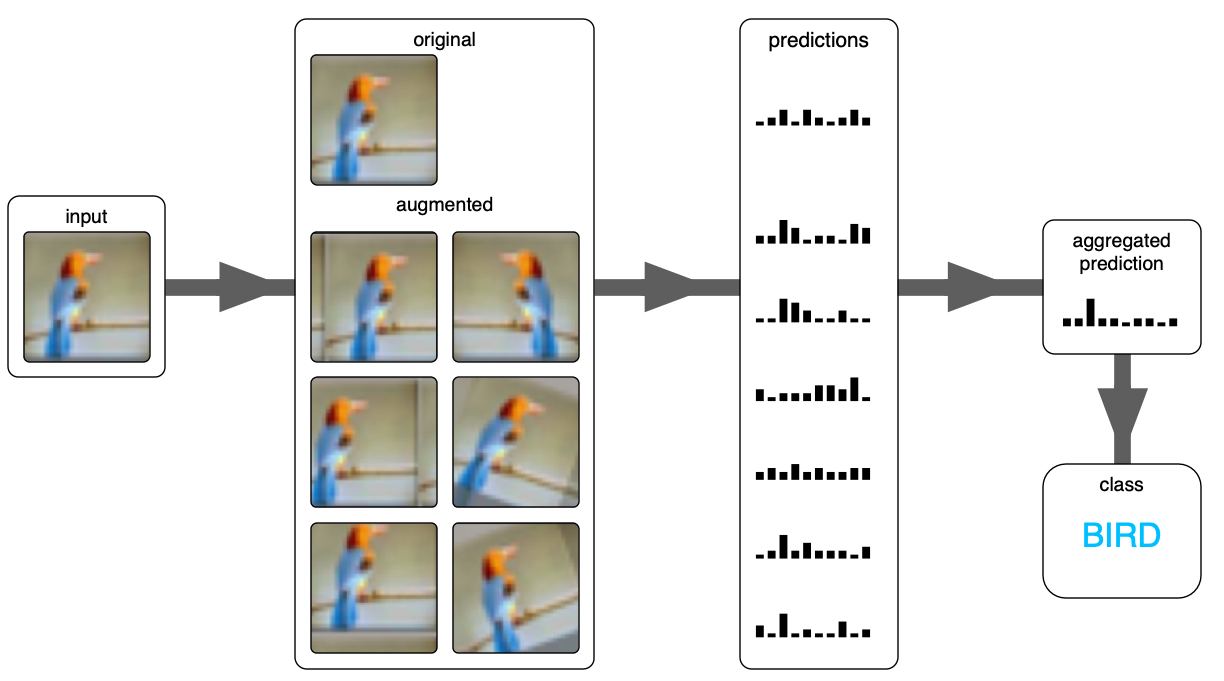 input
original
augmented
predictions
aggregated
prediction
class
BIRD